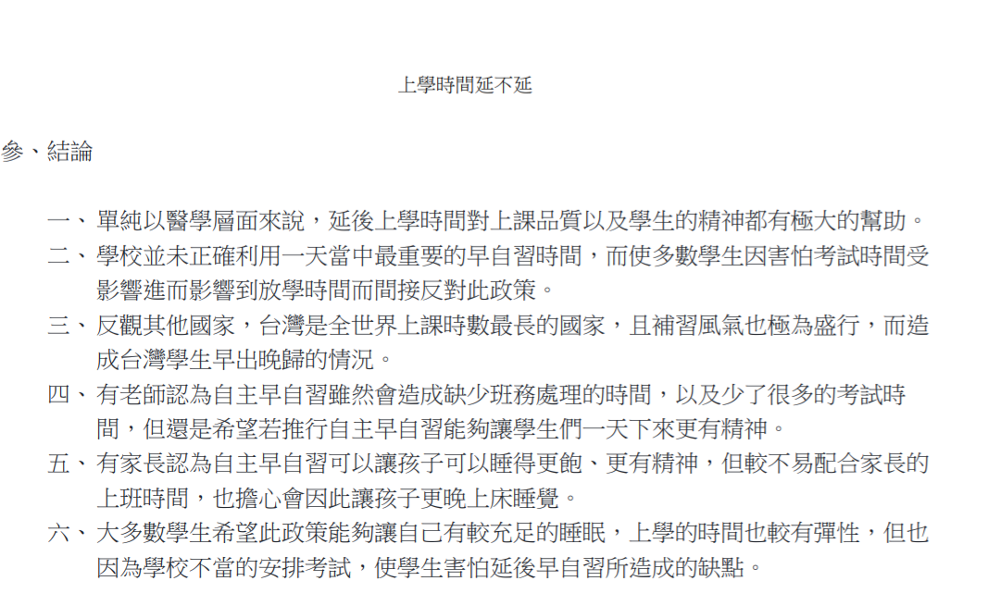 上學時間延不延
參、結論
一、單純以醫學層面來說，延後上學時間對上課品質以及學生的精神都有極大的幫助。
二、學校並未正確利用一天當中最重要的早自習時間，而使多數學生因害怕考試時間受
影響進而影響到放學時間而間接反對此政策。
三、反觀其他國家，台灣是全世界上課時數最長的國家，且補習風氣也極為盛行，而造
成台灣學生早出晚歸的情況。
四、有老師認為自主早自習雖然會造成缺少班務處理的時間，以及少了很多的考試時
間，但還是希望若推行自主早自習能夠讓學生們一天下來更有精神。
五、有家長認為自主早自習可以讓孩子可以睡得更飽、更有精神，但較不易配合家長的
上班時間，也擔心會因此讓孩子更晚上床睡覺。
六、大多數學生希望此政策能夠讓自己有較充足的睡眠，上學的時間也較有彈性，但也
因為學校不當的安排考試，使學生害怕延後早自習所造成的缺點。